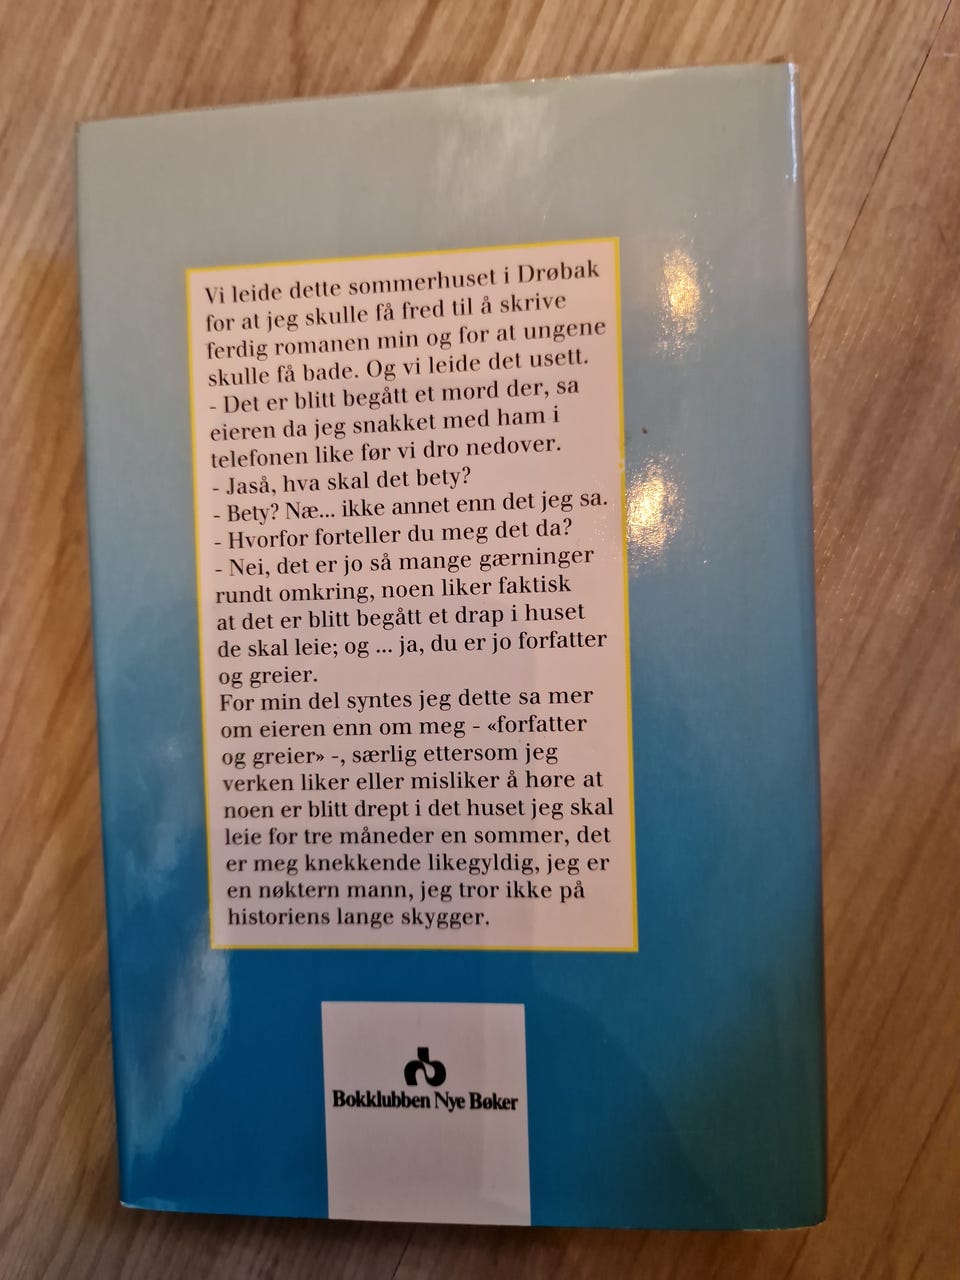 Vi leide dette sommerhuset i Drøbak
for at jeg skulle få fred til å skrive
ferdig romanen min og for at ungene
skulle få bade. Og vi leide det usett.
- Det er blitt begått et mord der, sa
eieren da jeg snakket med ham i
telefonen like før vi dro nedover.
- Jaså, hva skal det bety?
- Bety? Næ... ikke annet enn det jeg sa.
- Hvorfor forteller du meg det da?
- Nei, det er jo så mange gærninger
rundt omkring, noen liker faktisk
at det er blitt begått et drap i huset
de skal leie; og ... ja, du er jo forfatter
og greier.
For min del syntes jeg dette sa mer
om eieren enn om meg - «forfatter
og greier» -, særlig ettersom jeg
verken liker eller misliker å høre at
noen er blitt drept i det huset jeg skal
leie for tre måneder en sommer, det
er meg knekkende likegyldig, jeg er
en nøktern mann, jeg tror ikke på
historiens lange skygger.
Bokklubben Nye Bøker